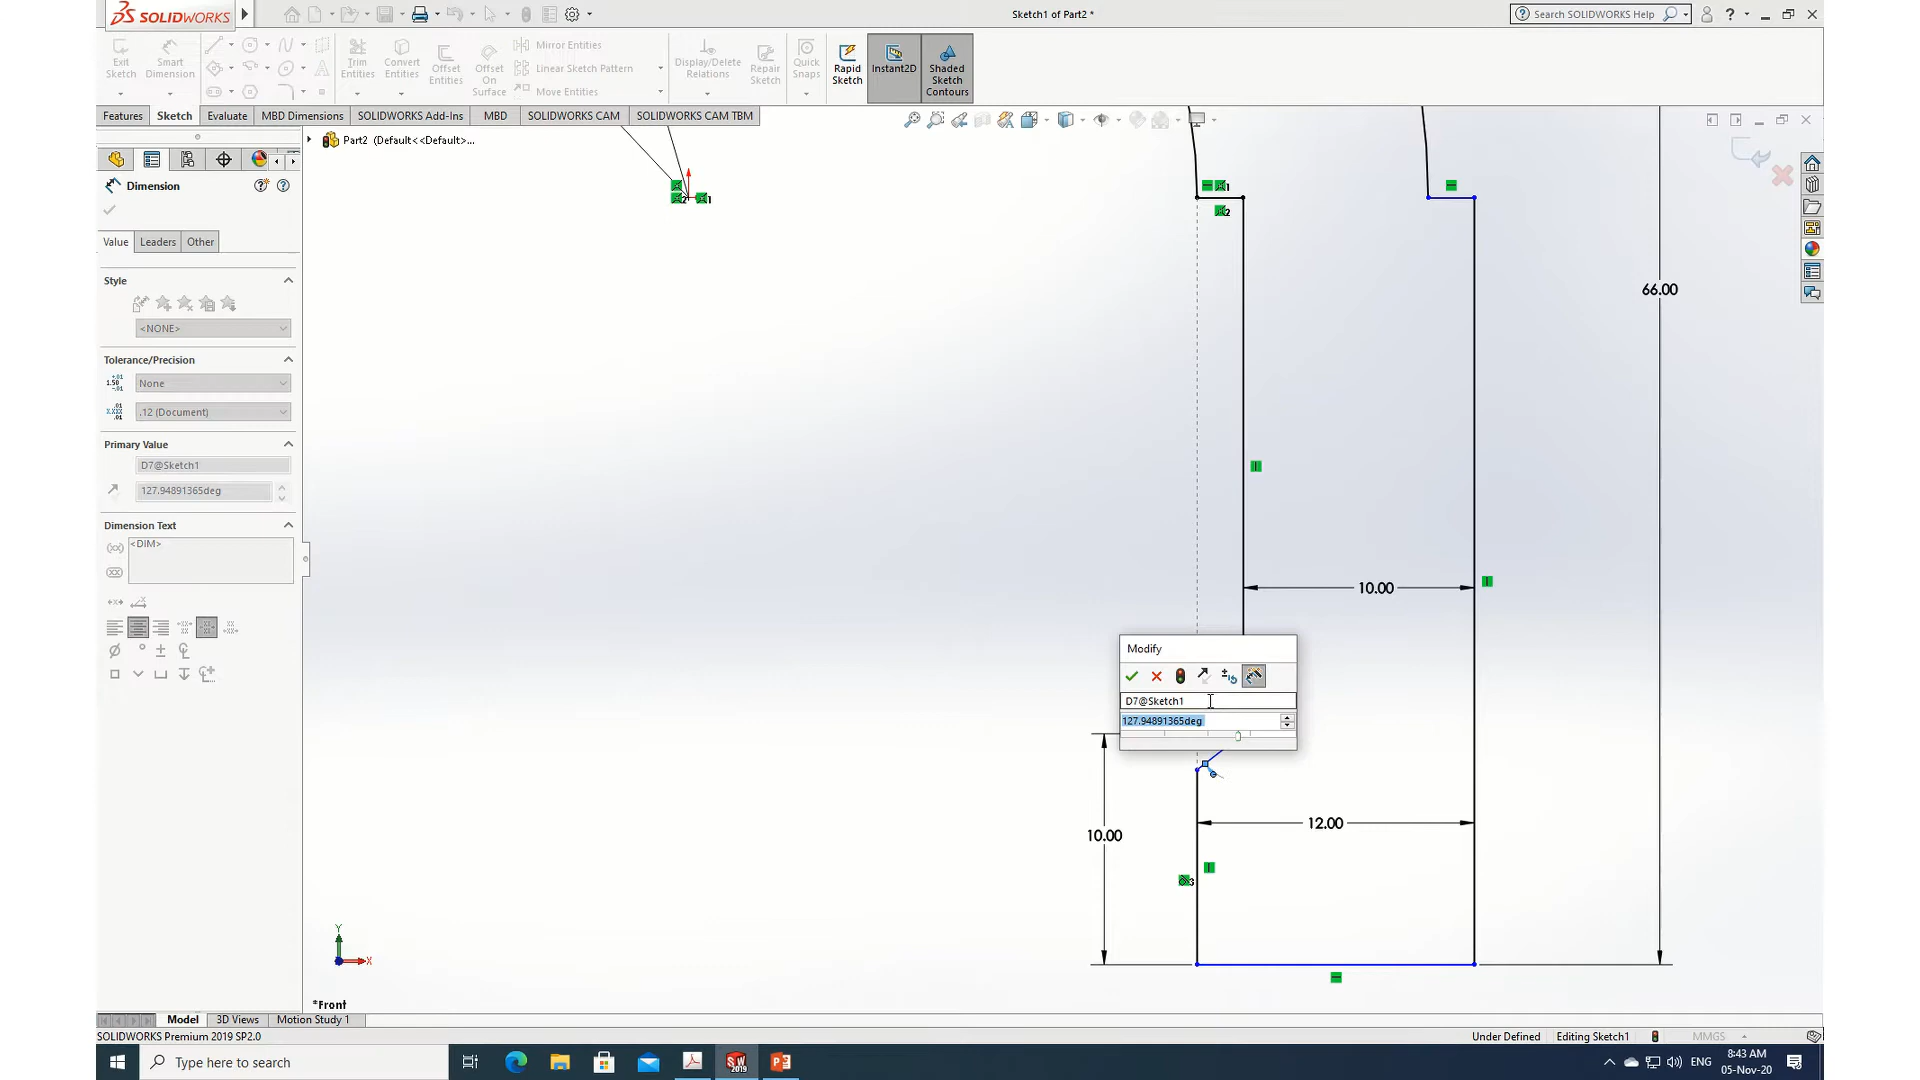 SOLIDWORKS
Sketch1 of Part2 *
Search SOLIDWORKS Help
Exit Sketch
Smart Dimension
Trim Entities
Convert Entities
Offset Entities
Offset On Surface
Mirror Entities
Linear Sketch Pattern
Move Entities
Display/Delete Relations
Repair Sketch
Quick Snaps
Rapid Sketch
Instant2D
Shaded Sketch Contours
Features
Sketch
Evaluate
MBD Dimensions
SOLIDWORKS Add-Ins
MBD
SOLIDWORKS CAM
SOLIDWORKS CAM TBM
Part2 (Default<<Default>...
Dimension
Value
Leaders
Other
Style
<NONE>
Tolerance/Precision
None
.12 (Document)
Primary Value
D7@Sketch1
127.94891365deg
Dimension Text
<DIM>
66.00
10.00
Modify
D7@Sketch1
127.94891365deg
12.00
10.00
Y
X
*Front
Model
3D Views
Motion Study 1
SOLIDWORKS Premium 2019 SP2.0
Under Defined
Editing Sketch1
MMGS
Type here to search
ENG
8:43 AM
05-Nov-20